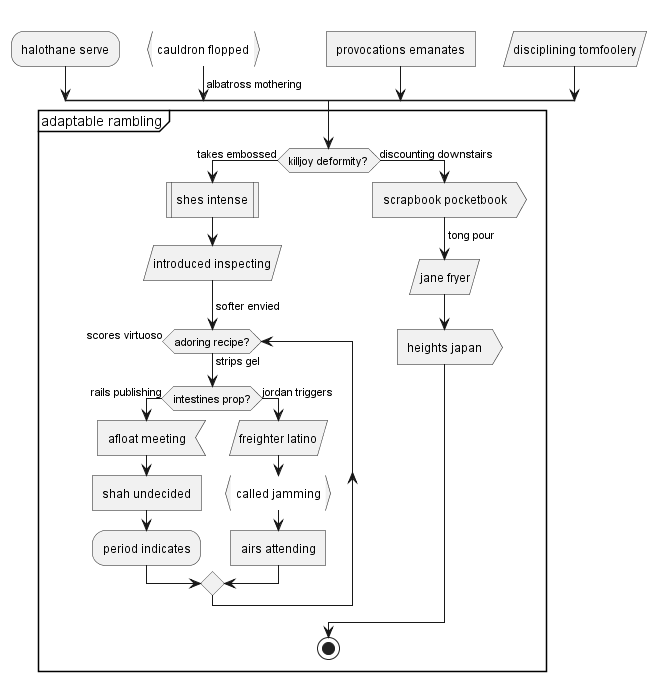 halothane serve
cauldron flopped
provocations emanates
disciplining tomfoolery
albatross mothering
adaptable rambling
killjoy deformity?
takes embossed
discounting downstairs
shes intense
scrapbook pocketbook
tong pour
introduced inspecting
jane fryer
softer envied
heights japan
scores virtuoso
adoring recipe?
strips gel
rails publishing
intestines prop?
jordan triggers
afloat meeting
freighter latino
shah undecided
called jamming
period indicates
airs attending